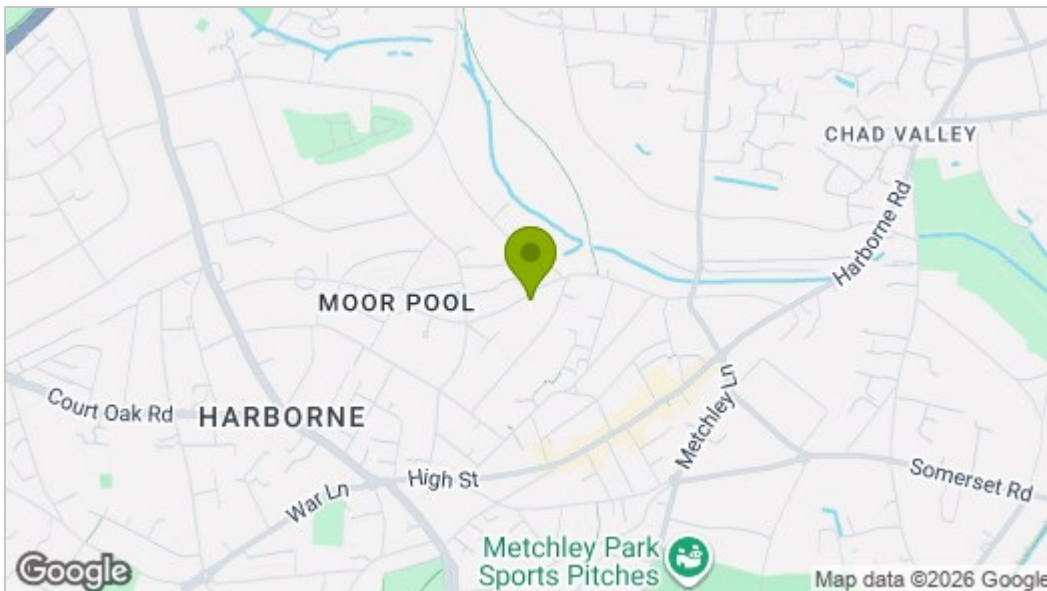 CHAD VALLEY
Harborne Rd
MOOR POOL
Court Oak Rd
HARBORNE
Metchley Ln
High St
War Ln
Somerset Rd
Metchley Park
Sports Pitches
Google
Map data ©2026 Google